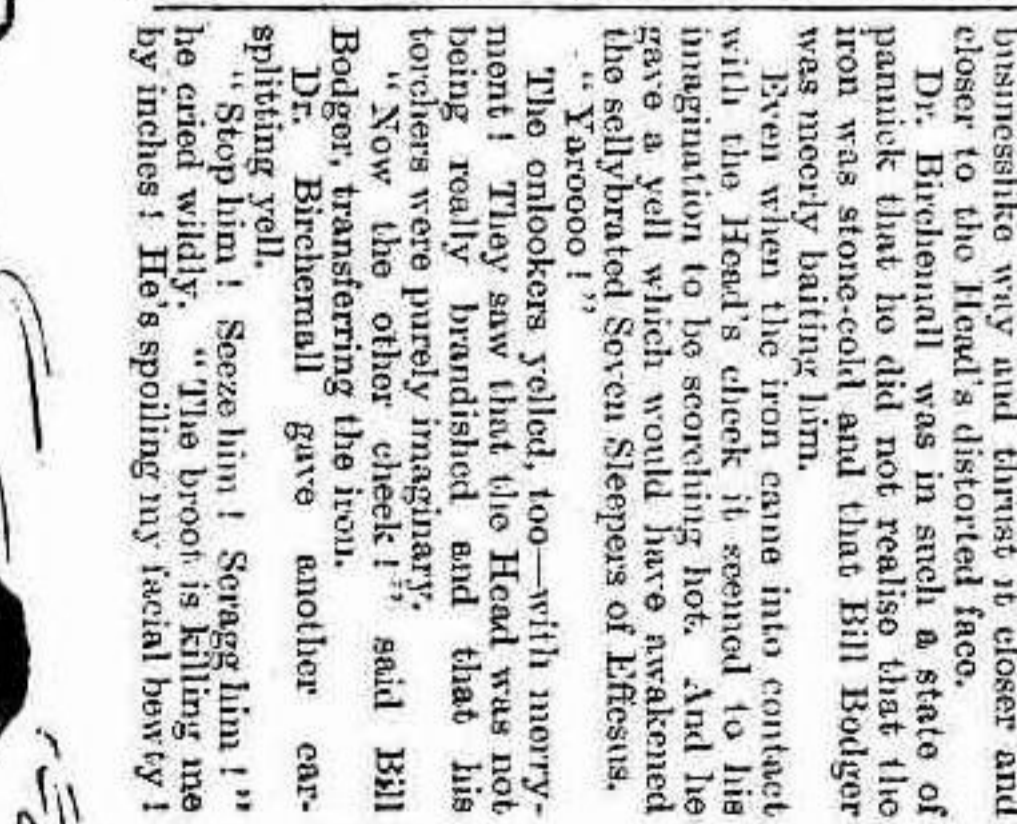 businesslike way and thrust it closer and
closer to the Head's distorted face.
Dr. Birchemall was in such a state of
pannick that he did not realise that the
iron was stone-cold and that Bill Bodger
was meerly baiting him.
Even when the iron came into contact
with the Head's cheek it seemed to his
imagination to be scorching hot. And he
gave a yell which would have awakened
the sellybrated Seven Sleepers of Effesus.
"Yaroooo!"
The onlookers yelled, too—with merry-
ment! They saw that the Head was not
being really brandished and that his
torchers were purely imaginary.
"Now the other cheek!" said Bill
Bodger, transferring the iron.
Dr. Birchemall gave another ear-
splitting yell.
"Stop him! Seeze him! Scragg him!"
he cried wildly. "The broot is killing me
by inches! He's spoiling my facial bewty!